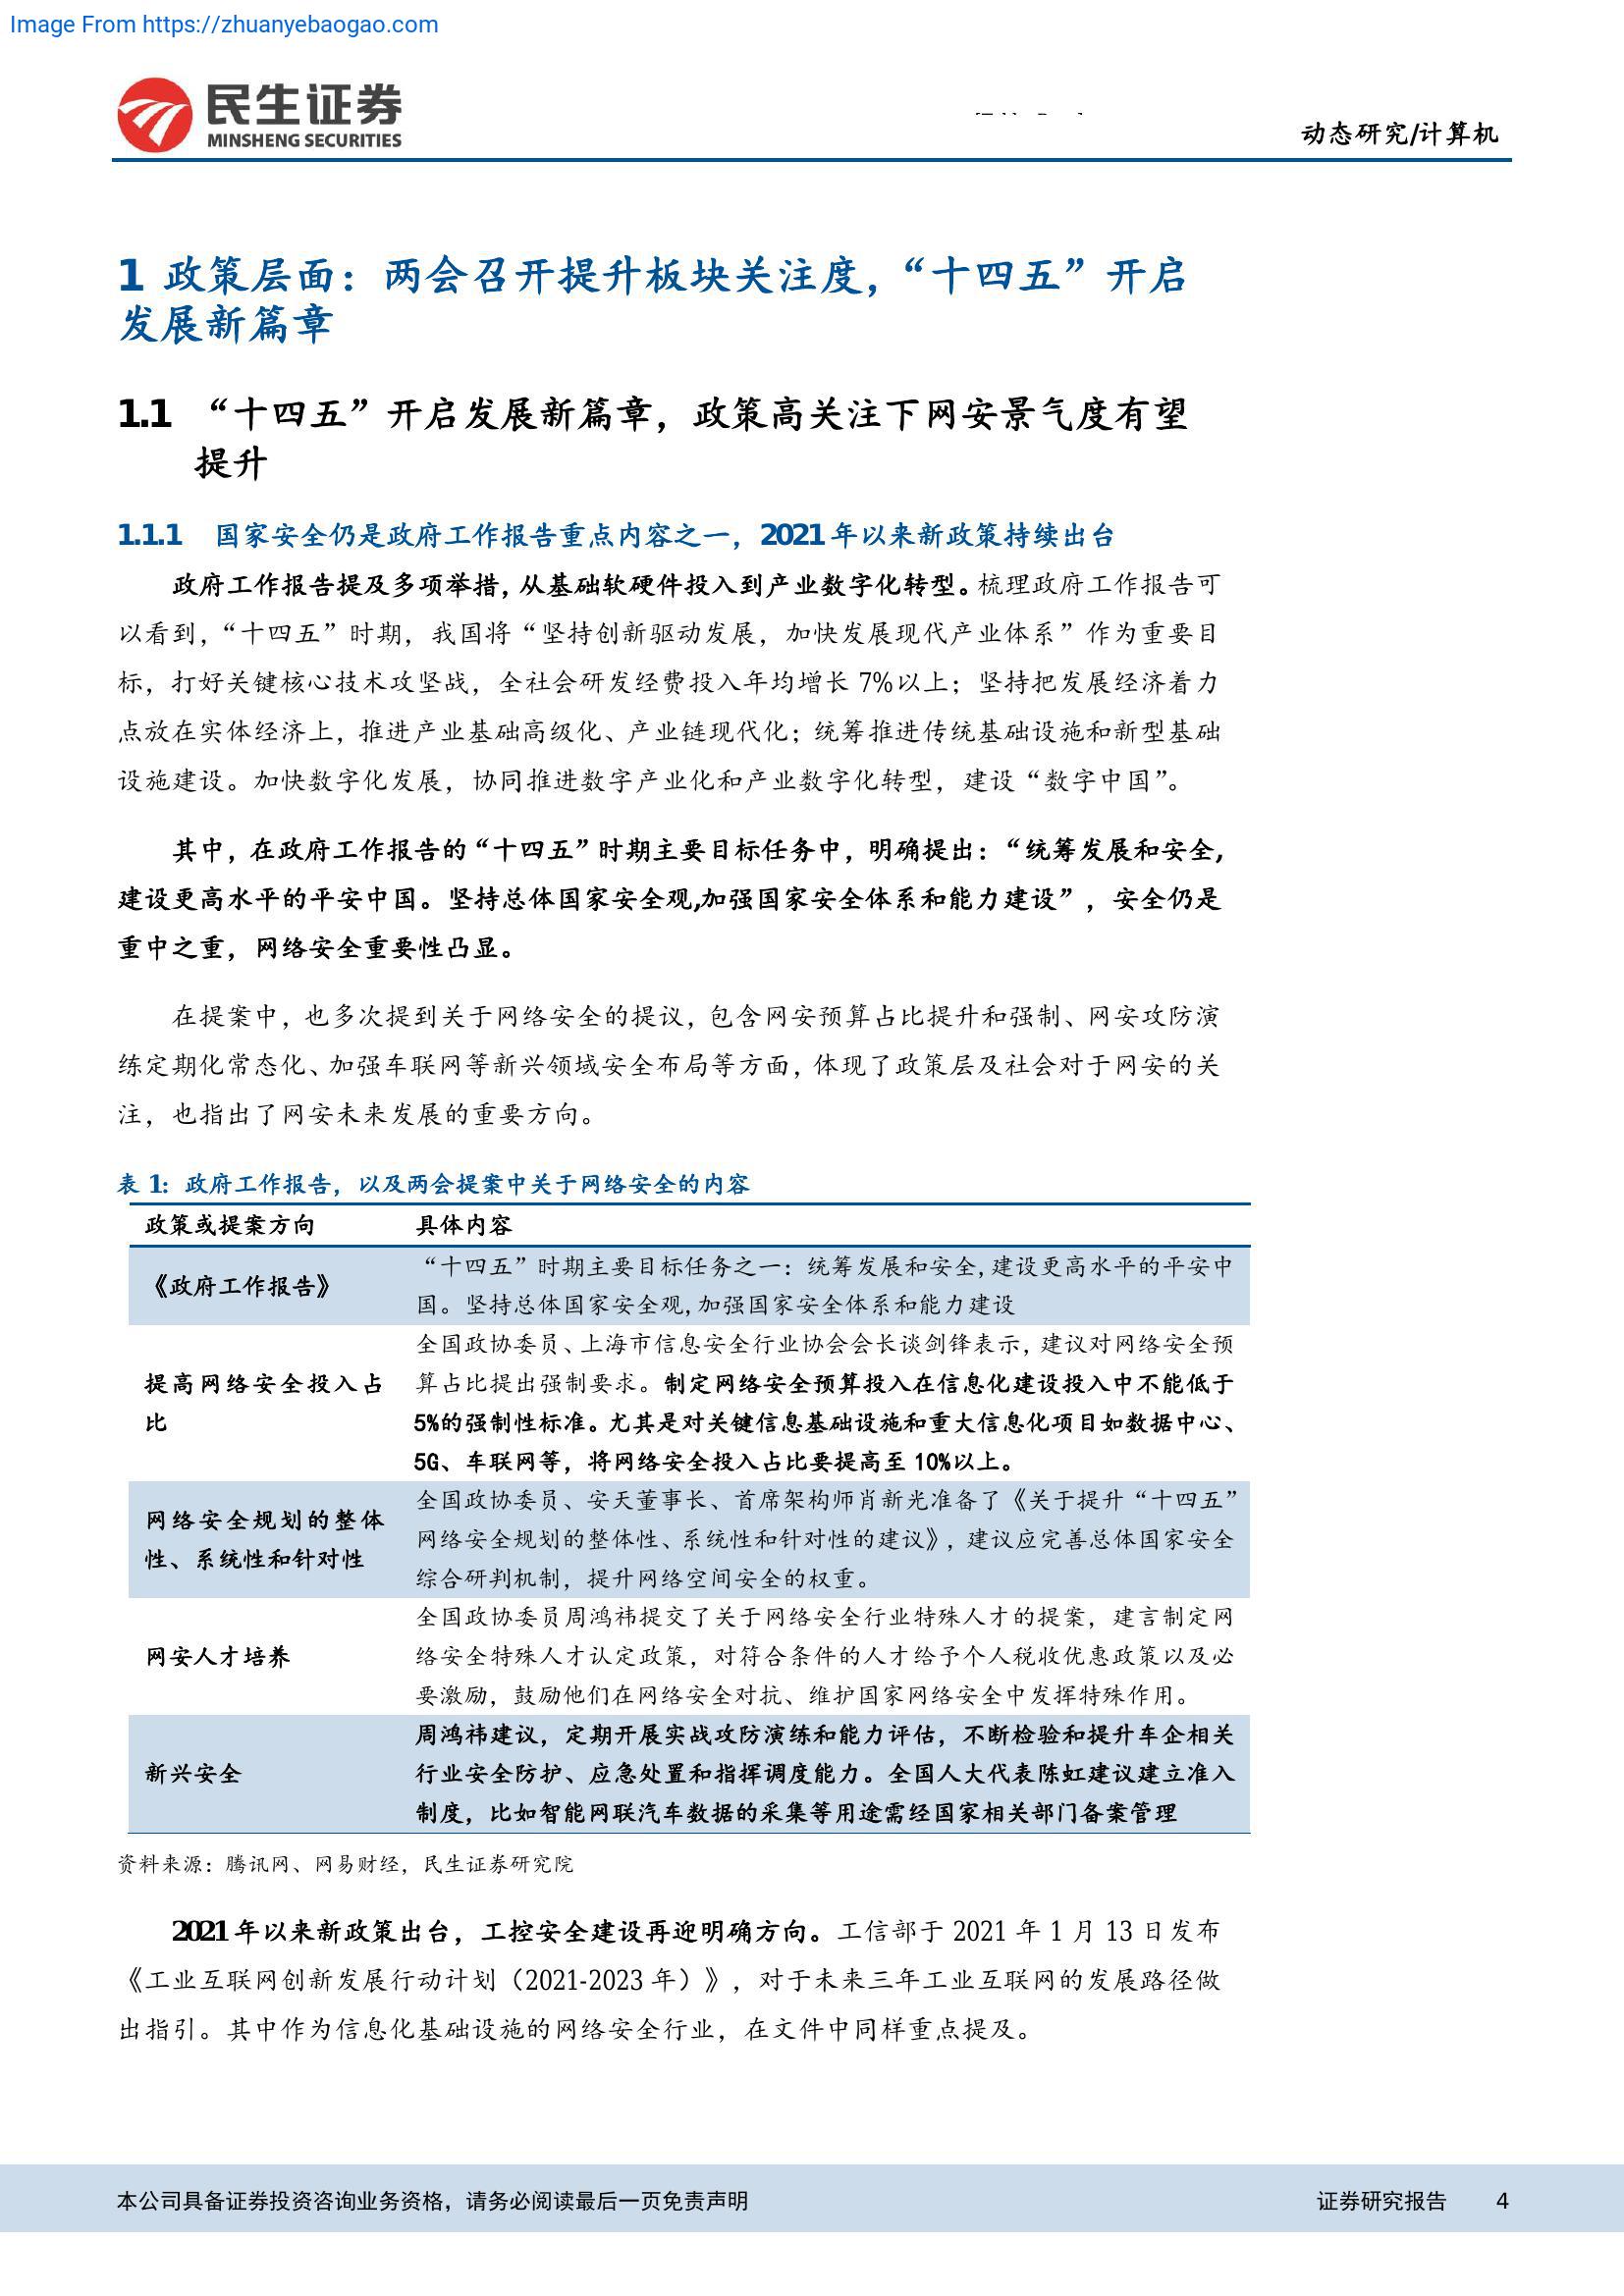 Image From https://zhuanyebaogao.com
民生证券
MINSHENG SECURITIES
动态研究/计算机
1 政策层面：两会召开提升板块关注度，“十四五”开启
发展新篇章
1.1 “十四五”开启发展新篇章，政策高关注下网安景气度有望
提升
1.1.1 国家安全仍是政府工作报告重点内容之一，2021年以来新政策持续出台
政府工作报告提及多项举措，从基础软硬件投入到产业数字化转型。梳理政府工作报告可
以看到，“十四五”时期，我国将“坚持创新驱动发展，加快发展现代产业体系”作为重要目
标，打好关键核心技术攻坚战，全社会研发经费投入年均增长 7%以上；坚持把发展经济着力
点放在实体经济上，推进产业基础高级化、产业链现代化；统筹推进传统基础设施和新型基础
设施建设。加快数字化发展，协同推进数字产业化和产业数字化转型，建设“数字中国”。
其中，在政府工作报告的“十四五”时期主要目标任务中，明确提出：“统筹发展和安全，
建设更高水平的平安中国。坚持总体国家安全观,加强国家安全体系和能力建设”，安全仍是
重中之重，网络安全重要性凸显。
在提案中，也多次提到关于网络安全的提议，包含网安预算占比提升和强制、网安攻防演
练定期化常态化、加强车联网等新兴领域安全布局等方面，体现了政策层及社会对于网安的关
注，也指出了网安未来发展的重要方向。
表 1: 政府工作报告，以及两会提案中关于网络安全的内容
政策或提案方向 具体内容
《政府工作报告》
“十四五”时期主要目标任务之一：统筹发展和安全,建设更高水平的平安中
国。坚持总体国家安全观,加强国家安全体系和能力建设
提高网络安全投入占
比
全国政协委员、上海市信息安全行业协会会长谈剑锋表示，建议对网络安全预
算占比提出强制要求。制定网络安全预算投入在信息化建设投入中不能低于
5%的强制性标准。尤其是对关键信息基础设施和重大信息化项目如数据中心、
5G、车联网等，将网络安全投入占比要提高至 10%以上。
网络安全规划的整体
性、系统性和针对性
全国政协委员、安天董事长、首席架构师肖新光准备了《关于提升“十四五”
网络安全规划的整体性、系统性和针对性的建议》，建议应完善总体国家安全
综合研判机制，提升网络空间安全的权重。
网安人才培养
全国政协委员周鸿祎提交了关于网络安全行业特殊人才的提案，建言制定网
络安全特殊人才认定政策，对符合条件的人才给予个人税收优惠政策以及必
要激励，鼓励他们在网络安全对抗、维护国家网络安全中发挥特殊作用。
新兴安全
周鸿祎建议，定期开展实战攻防演练和能力评估，不断检验和提升车企相关
行业安全防护、应急处置和指挥调度能力。全国人大代表陈虹建议建立准入
制度，比如智能网联汽车数据的采集等用途需经国家相关部门备案管理
资料来源：腾讯网、网易财经，民生证券研究院
2021年以来新政策出台，工控安全建设再迎明确方向。工信部于 2021 年 1 月 13 日发布
《工业互联网创新发展行动计划（2021-2023 年）》，对于未来三年工业互联网的发展路径做
出指引。其中作为信息化基础设施的网络安全行业，在文件中同样重点提及。
本公司具备证券投资咨询业务资格，请务必阅读最后一页免责声明
证券研究报告 4